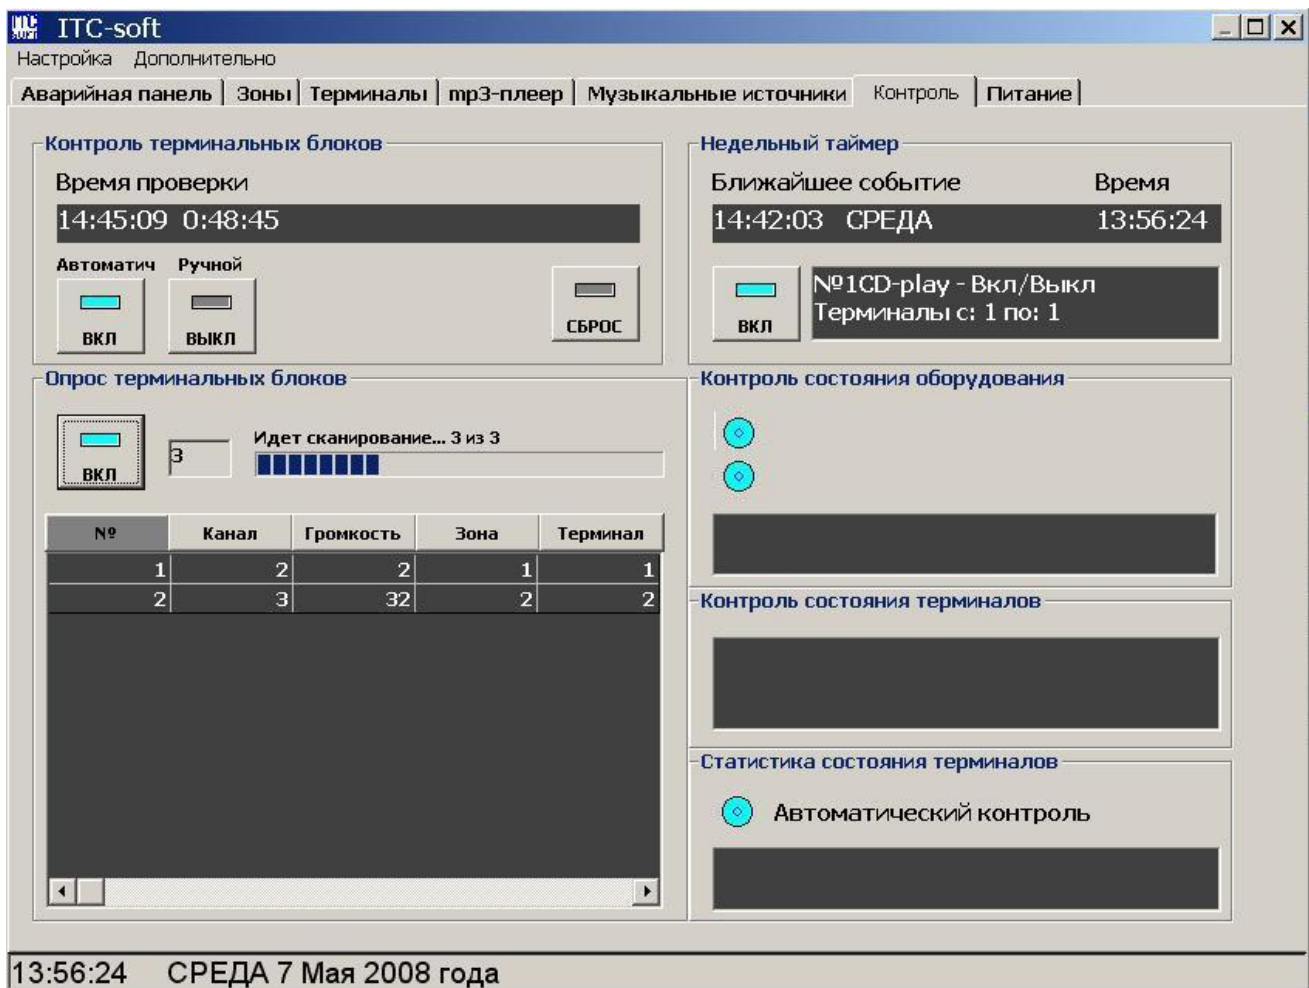 ITC-soft
Настройка Дополнительно
Аварийная панель Зоны Терминалы mp3-плеер Музыкальные источники Контроль Питание
Контроль терминальных блоков
Время проверки
14:45:09 0:48:45
Автоматич Ручной
ВКЛ ВЫКЛ СБРОС
Недельный таймер
Ближайшее событие Время
14:42:03 СРЕДА 13:56:24
ВКЛ
№1CD-play - Вкл/Выкл
Терминалы с: 1 по: 1
Опрос терминальных блоков
ВКЛ
3
Идет сканирование... 3 из 3
№ Канал Громкость Зона Терминал
1 2 2 1 1
2 3 32 2 2
Контроль состояния оборудования
Контроль состояния терминалов
Статистика состояния терминалов
Автоматический контроль
13:56:24 СРЕДА 7 Мая 2008 года